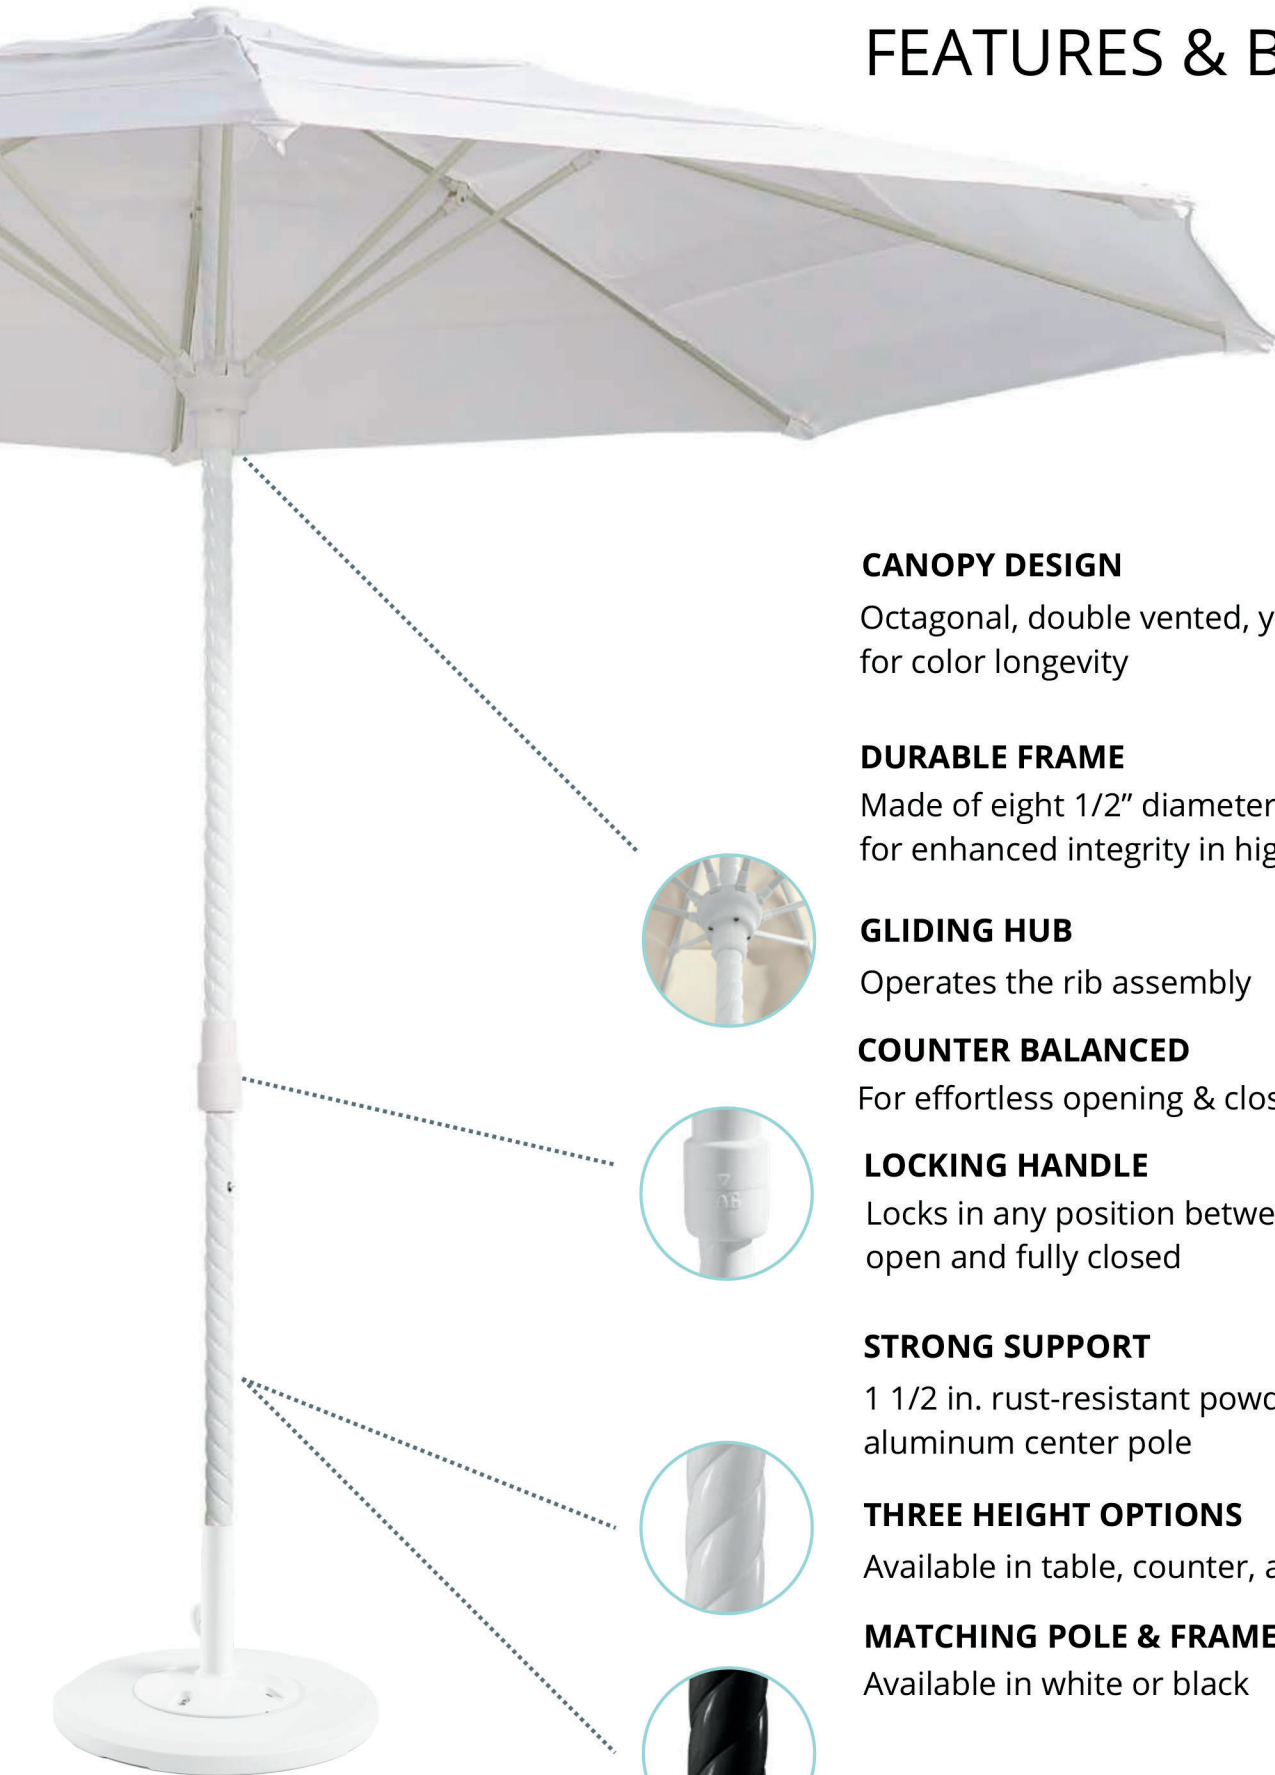 FEATURES & B
CANOPY DESIGN
Octagonal, double vented, y
for color longevity
DURABLE FRAME
Made of eight 1/2” diameter
for enhanced integrity in hig
GLIDING HUB
Operates the rib assembly
COUNTER BALANCED
For effortless opening & clos
LOCKING HANDLE
Locks in any position betwe
open and fully closed
STRONG SUPPORT
1 1/2 in. rust-resistant powd
aluminum center pole
THREE HEIGHT OPTIONS
Available in table, counter, a
MATCHING POLE & FRAME
Available in white or black